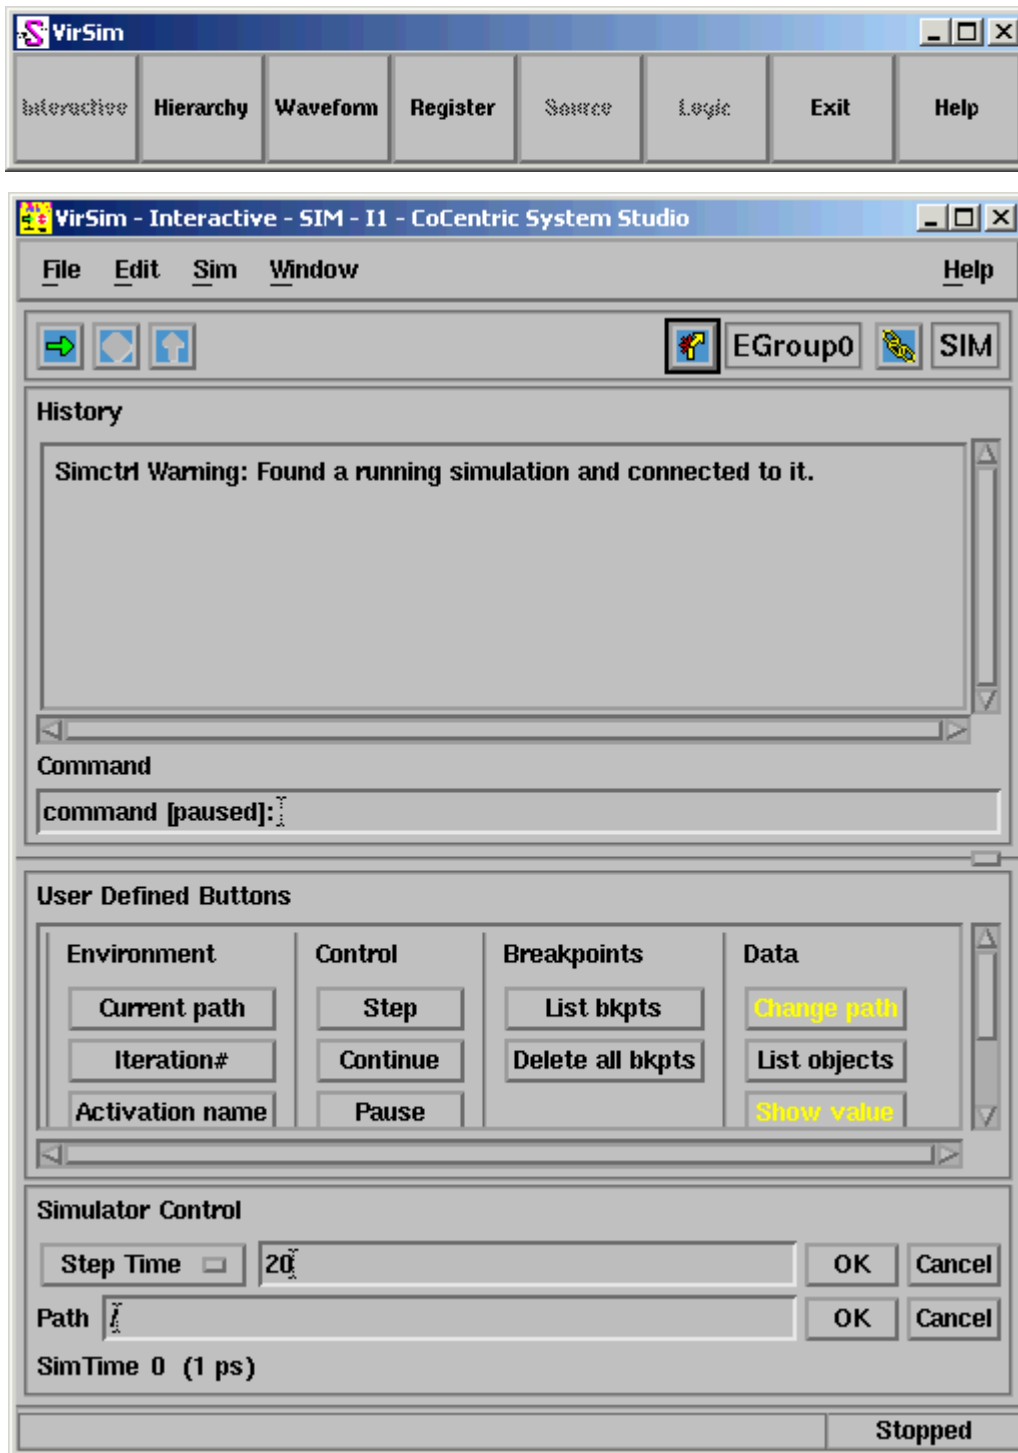 VirSim
Interactive Hierarchy Waveform Register Source Logic Exit Help
VirSim - Interactive - SIM - I1 - CoCentric System Studio
File Edit Sim Window Help
EGroup0 SIM
History
Simctrl Warning: Found a running simulation and connected to it.
Command
command [paused]:
User Defined Buttons
Environment Control Breakpoints Data
Current path Step List bkpts Change path
Iteration# Continue Delete all bkpts List objects
Activation name Pause Show value
Simulator Control
Step Time 20 OK Cancel
Path / OK Cancel
SimTime 0 (1 ps)
Stopped